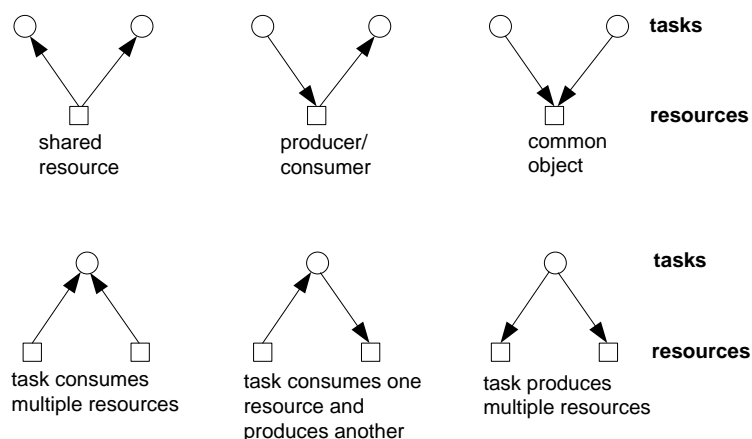 tasks
resources
shared
resource
producer/
consumer
common
object
tasks
resources
task consumes
multiple resources
task consumes one
resource and
produces another
task produces
multiple resources